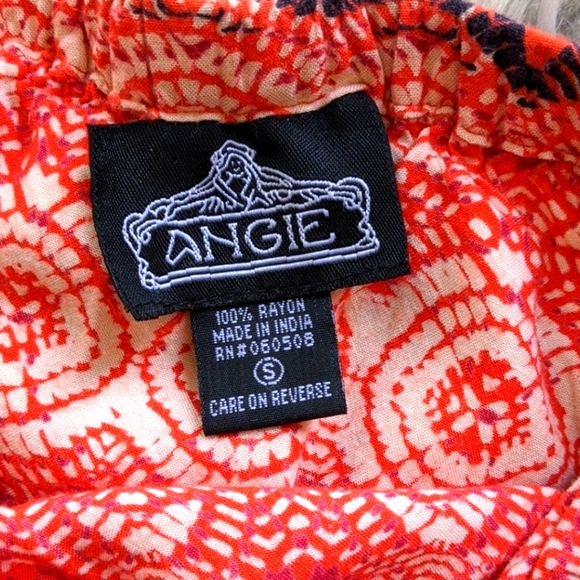 ANGIE
100% RAYON
MADE IN INDIA
RN#060508
S
CARE ON REVERSE